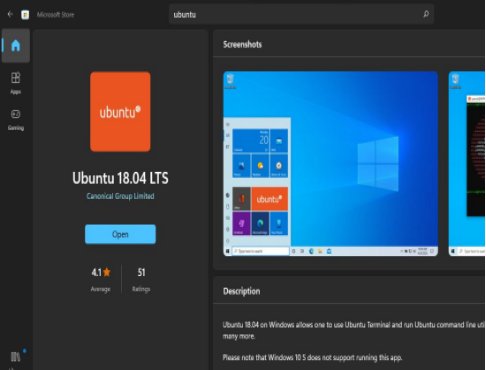 Microsoft Store
ubuntu
Apps
Gaming
ubuntu®
Ubuntu 18.04 LTS
Canonical Group Limited
Open
4.1★
51
Average
Ratings
Screenshots
20
ubuntu®
Description
Ubuntu 18.04 on Windows allows one to use Ubuntu Terminal and run Ubuntu command line uti
many more.
Please note that Windows 10 S does not support running this app.